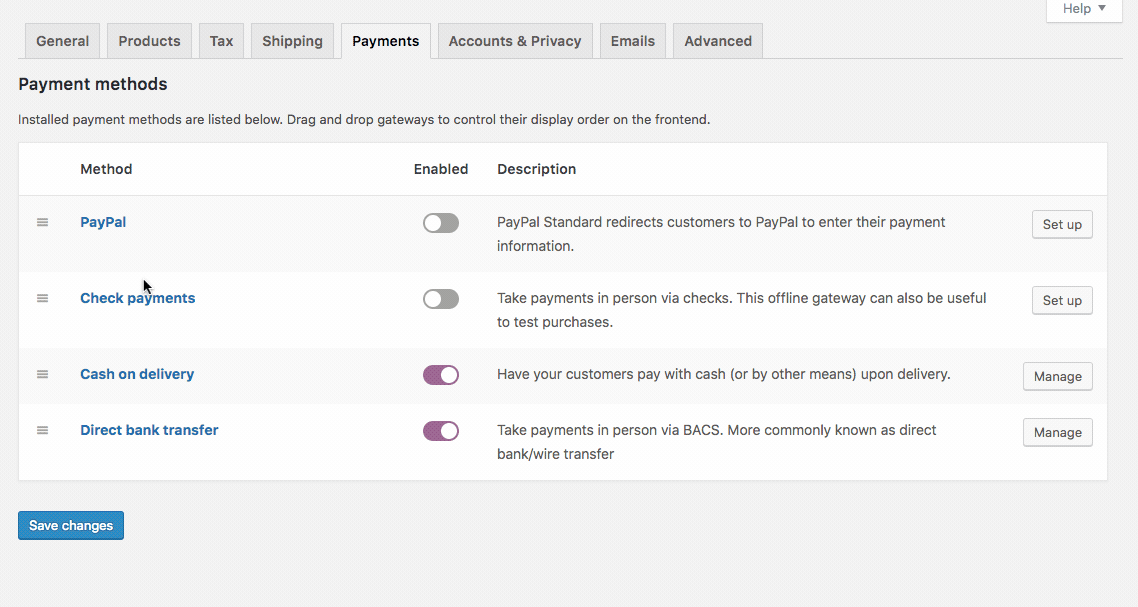 Help
General Products Tax Shipping Payments Accounts & Privacy Emails Advanced
Payment methods
Installed payment methods are listed below. Drag and drop gateways to control their display order on the frontend.
Method Enabled Description
PayPal PayPal Standard redirects customers to PayPal to enter their payment Set up
information.
Check payments Take payments in person via checks. This offline gateway can also be useful Set up
to test purchases.
Cash on delivery Have your customers pay with cash (or by other means) upon delivery. Manage
Direct bank transfer Take payments in person via BACS. More commonly known as direct Manage
bank/wire transfer
Save changes